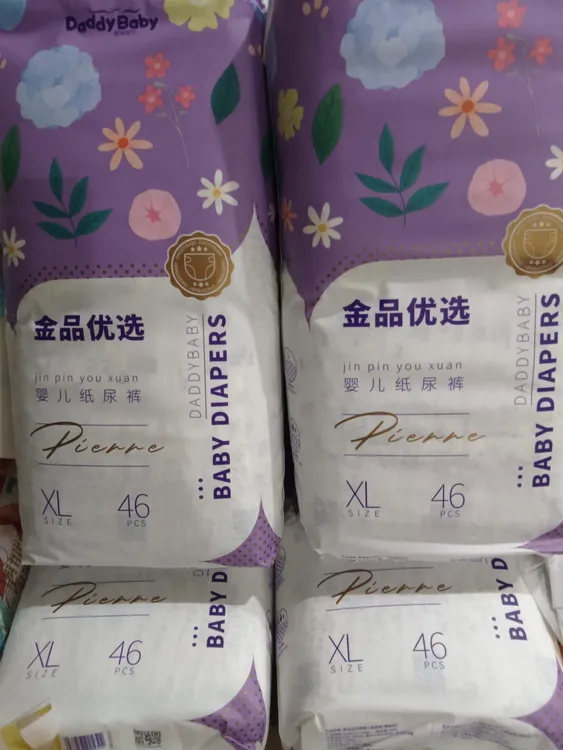 DaddyBaby
金品优选
jin pin you xuan
婴儿纸尿裤
Pierre
XL
SIZE
46
PCS
DADDYBABY
BABY DIAPERS
DaddyBaby
金品优选
jin pin you xuan
婴儿纸尿裤
Pierre
XL
SIZE
46
PCS
DADDYBABY
BABY DIAPERS
Pierre
XL
SIZE
46
PCS
BABY D
Pierre
XL
SIZE
46
PCS
BABY D